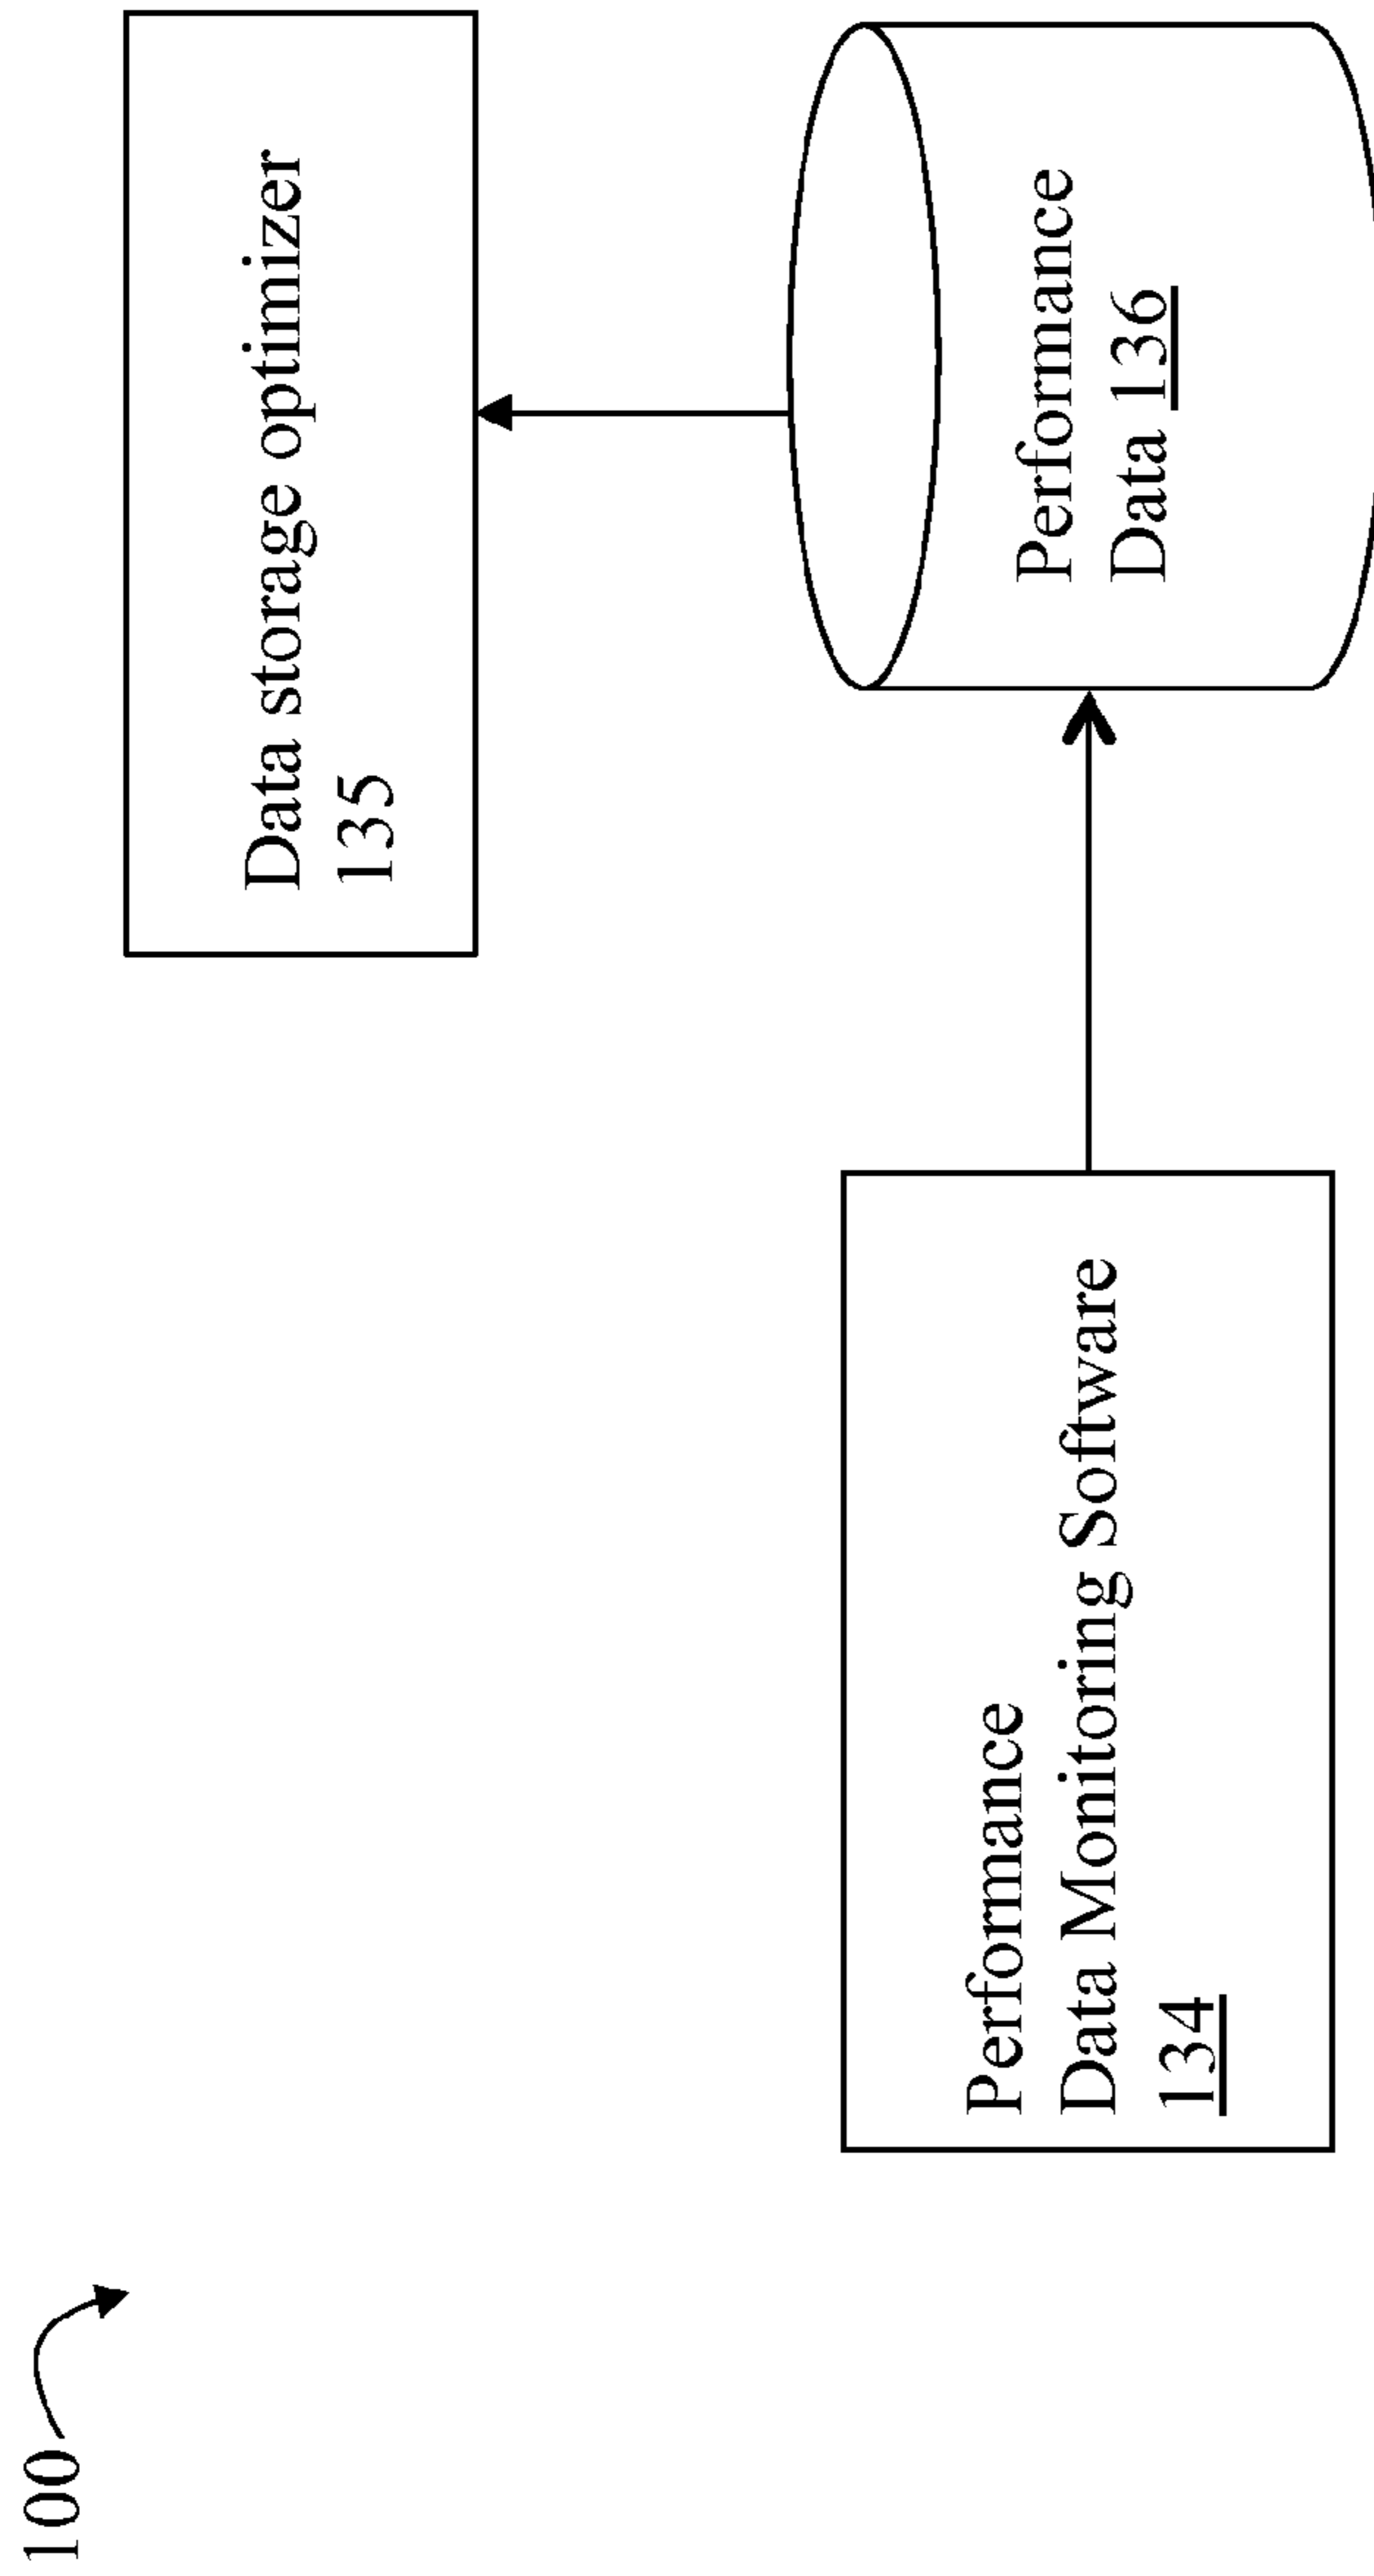 100
Data storage optimizer
135
Performance
Data Monitoring Software
134
Performance
Data 136